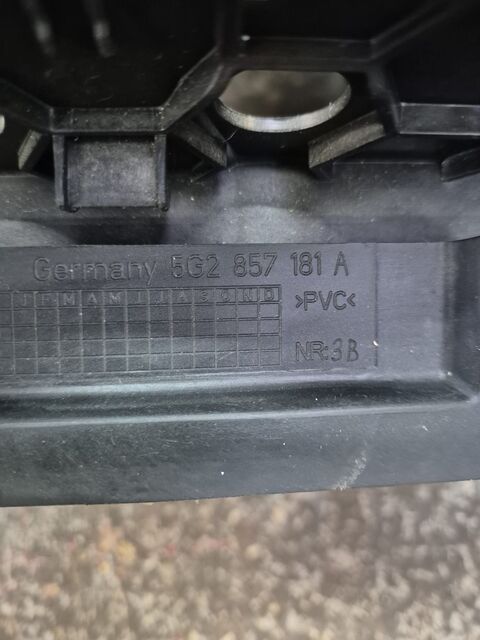 Germany 5G2 857 181 A
J F M A M J J A S O N D >PVC<
NR:3B